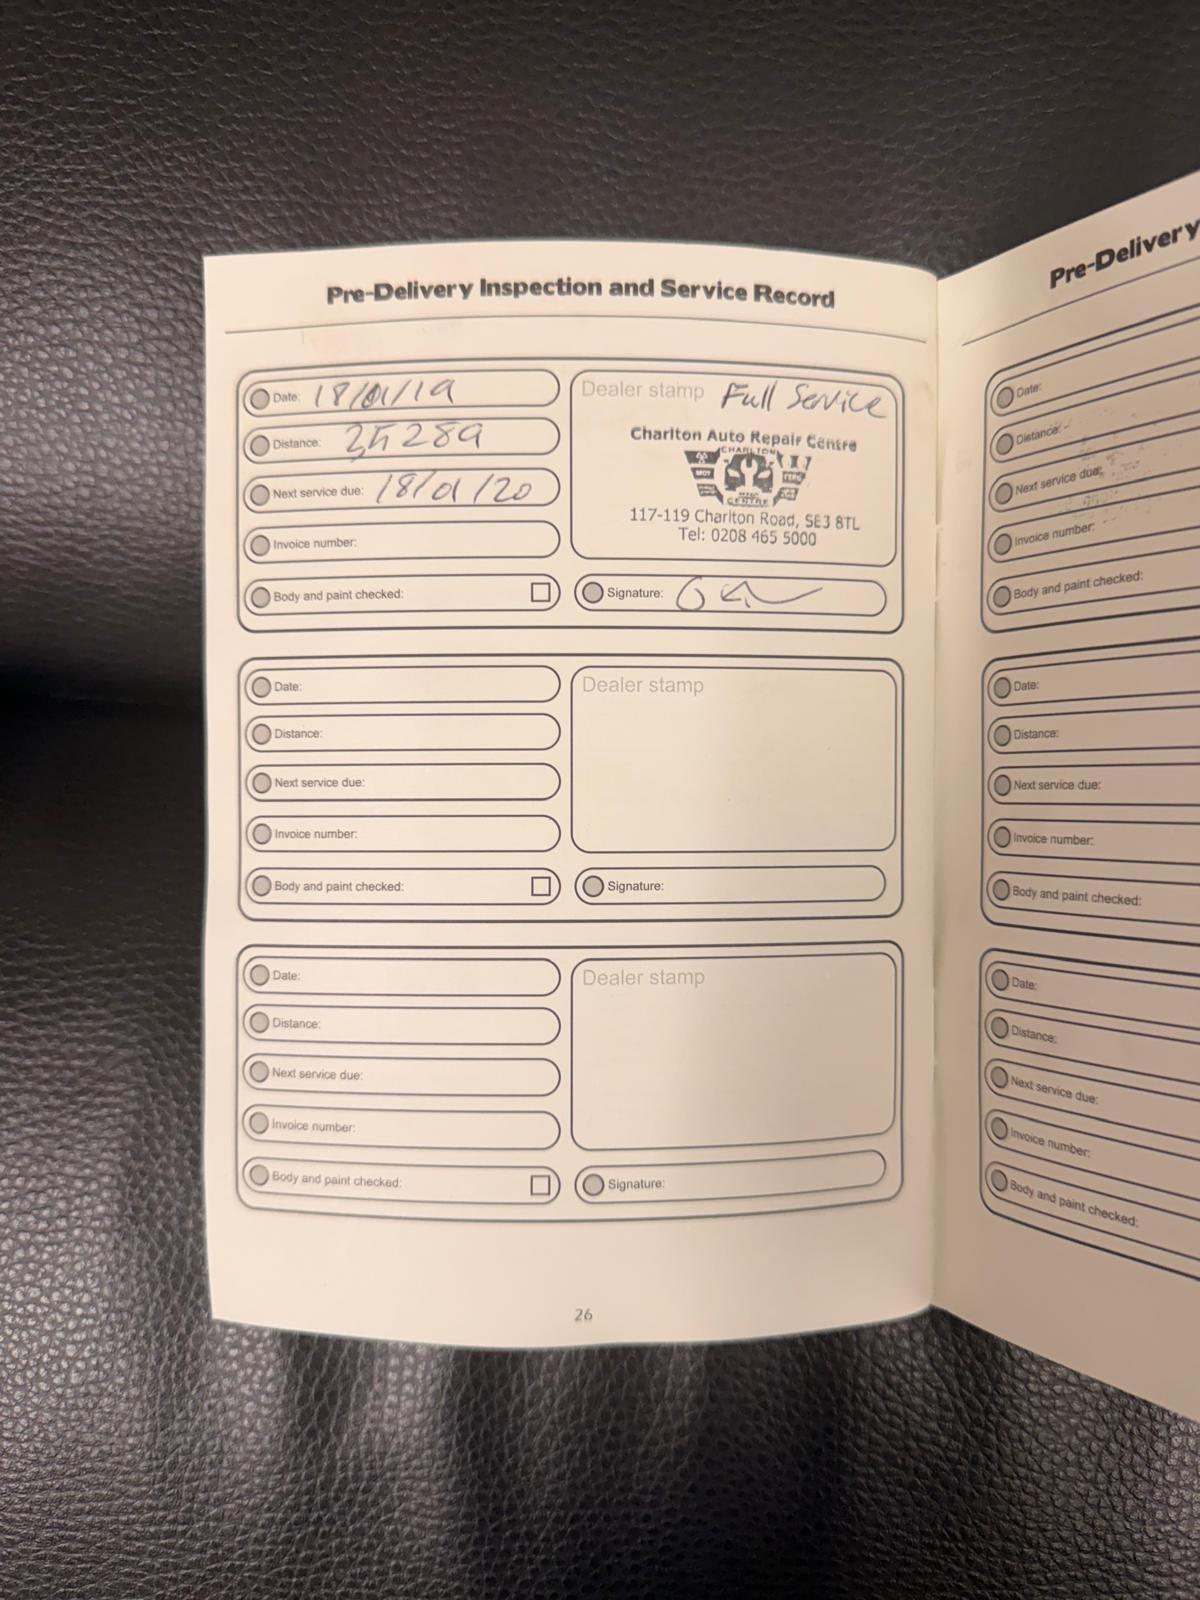 Pre-Delivery Inspection and Service Record
Date: 18/01/19
Distance:
Next service due: 18/01/20
Invoice number:
Body and paint checked:
Dealer stamp Full Service
Charlton Auto Repair Centre
CHARLTON
MOT
CENTRE
117-119 Charlton Road, SE3 8TL
Tel: 0208 465 5000
Signature:
Date:
Distance:
Next service due:
Invoice number:
Body and paint checked:
Dealer stamp
Signature:
Date:
Distance:
Next service due:
Invoice number:
Body and paint checked:
Dealer stamp
Signature:
26
Pre-Delivery
Date:
Distance:
Next service due:
Invoice number:
Body and paint checked:
Date:
Distance:
Next service due:
Invoice number:
Body and paint checked:
Date:
Distance:
Next service due:
Invoice number:
Body and paint checked: